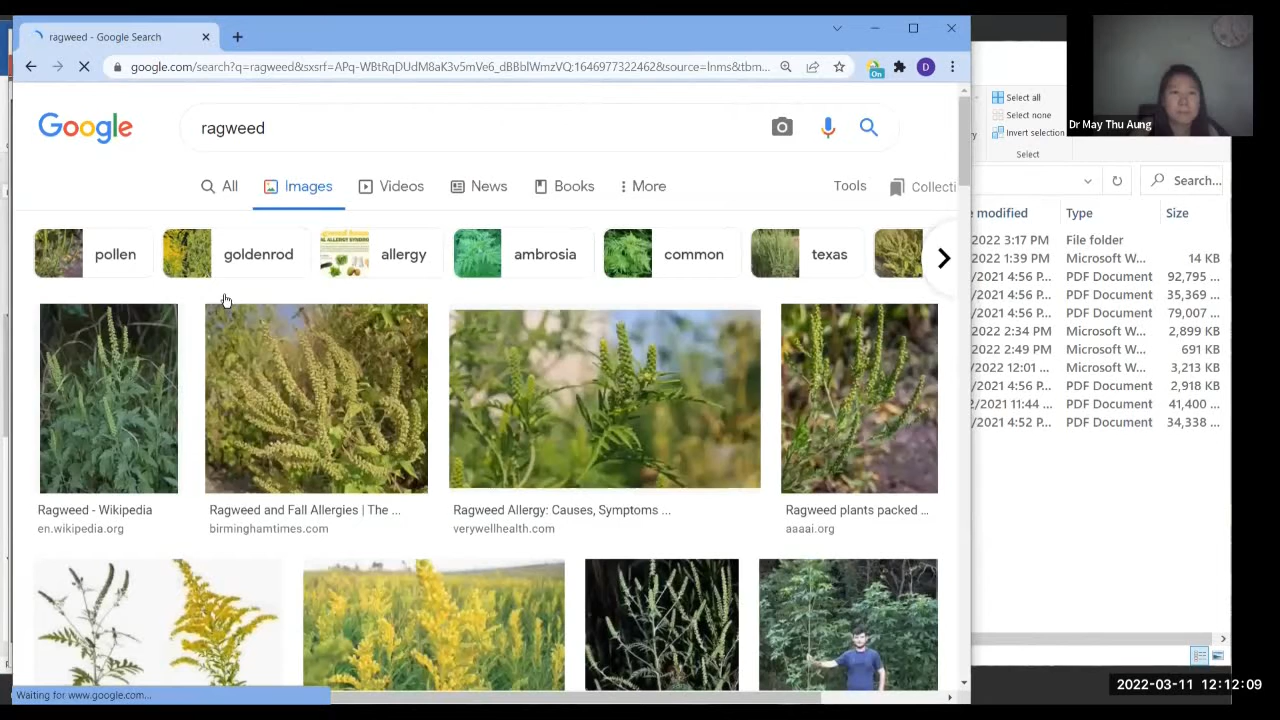 ragweed - Google Search
google.com/search?q=ragweed&sxsrf=APq-WBtRqDUdM8aK3v5mVe6_dBBblWmzVQ:1646977322462&source=lnms&tbm...
On
D
Google
ragweed
All
Images
Videos
News
Books
More
Tools
Collecti
pollen
goldenrod
allergy
ambrosia
common
texas
Ragweed - Wikipedia
en.wikipedia.org
Ragweed and Fall Allergies | The ...
birminghamtimes.com
Ragweed Allergy: Causes, Symptoms ...
verywellhealth.com
Ragweed plants packed ...
aaaai.org
Waiting for www.google.com...
Select all
Select none
Invert selection
Select
Dr May Thu Aung
Search...
e modified Type Size
2022 3:17 PM File folder
2022 1:39 PM Microsoft W... 14 KB
/2021 4:56 P... PDF Document 92,795 ...
/2021 4:56 P... PDF Document 35,369 ...
/2021 4:56 P... PDF Document 79,007 ...
2022 2:34 PM Microsoft W... 2,899 KB
2022 2:49 PM Microsoft W... 691 KB
/2022 12:01 ... Microsoft W... 3,213 KB
/2021 4:56 P... PDF Document 2,918 KB
2/2021 11:44 ... PDF Document 41,400 ...
/2021 4:52 P... PDF Document 34,338 ...
2022-03-11 12:12:09